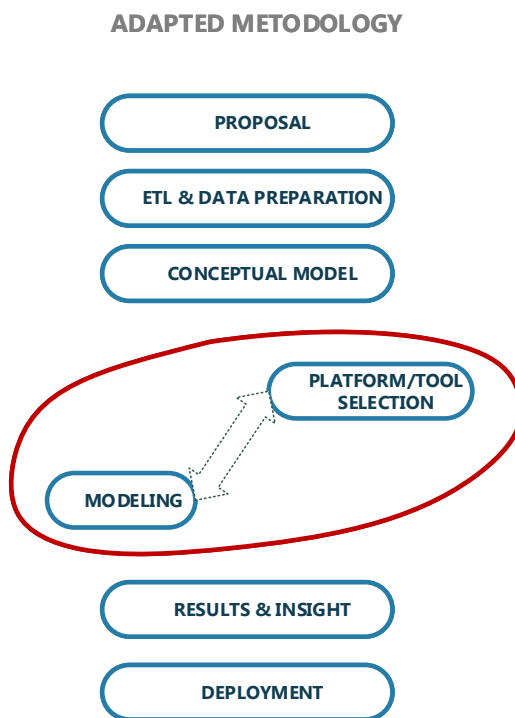 ADAPTED METODOLOGY
PROPOSAL
ETL & DATA PREPARATION
CONCEPTUAL MODEL
PLATFORM/TOOL
SELECTION
MODELING
RESULTS & INSIGHT
DEPLOYMENT